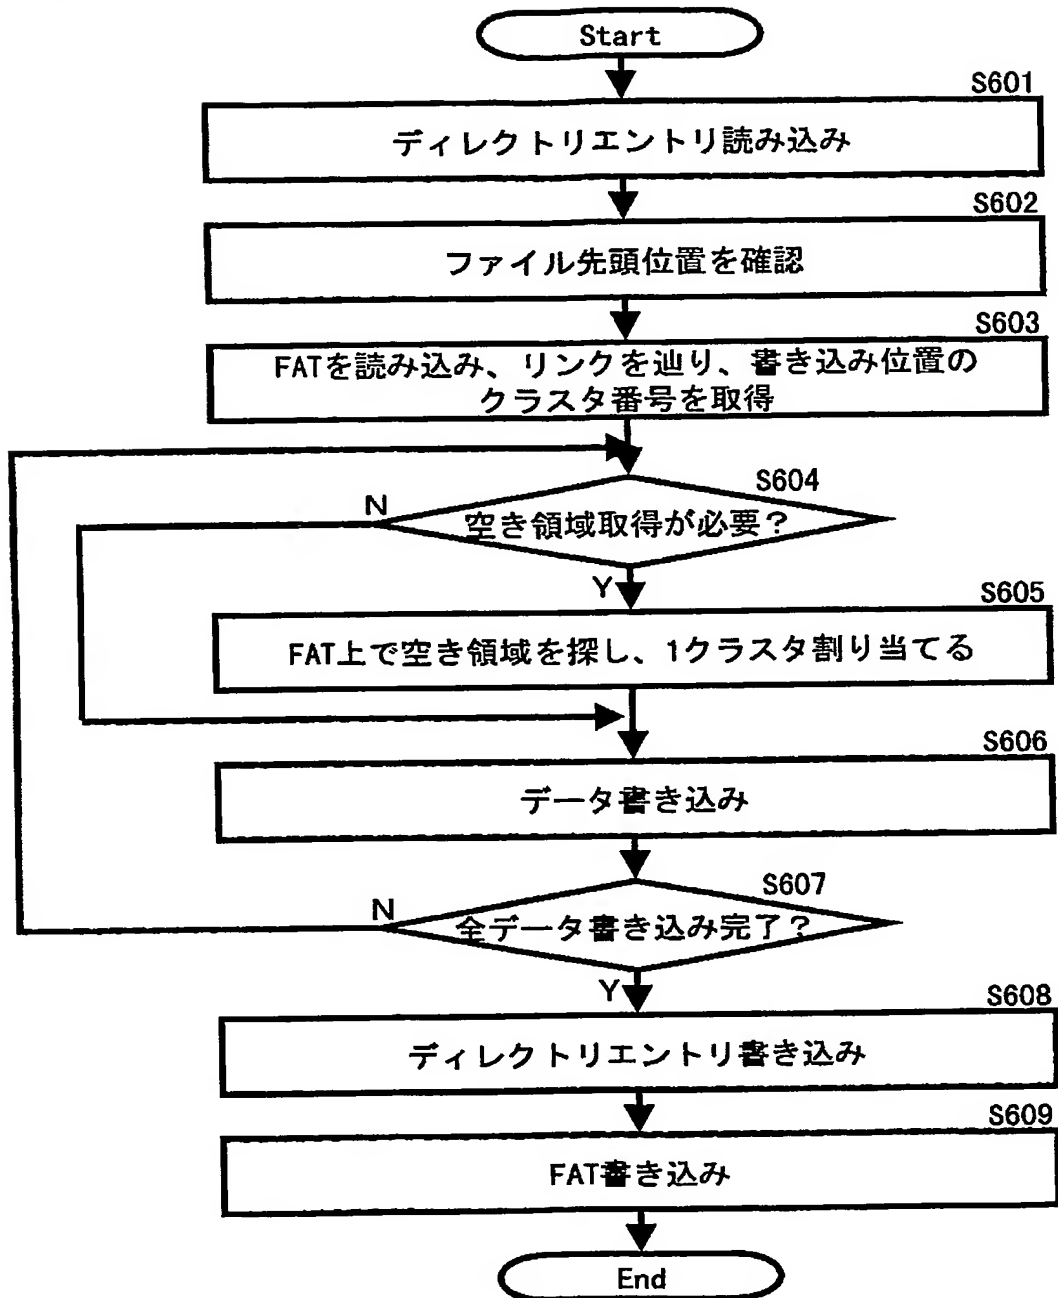 Start
S601
ディレクトリエントリ読み込み
S602
ファイル先頭位置を確認
S603
FATを読み込み、リンクを辿り、書き込み位置の
クラスタ番号を取得
S604
N
空き領域取得が必要?
Y
S605
FAT上で空き領域を探し、1クラスタ割り当てる
S606
データ書き込み
S607
N
全データ書き込み完了?
Y
S608
ディレクトリエントリ書き込み
S609
FAT書き込み
End